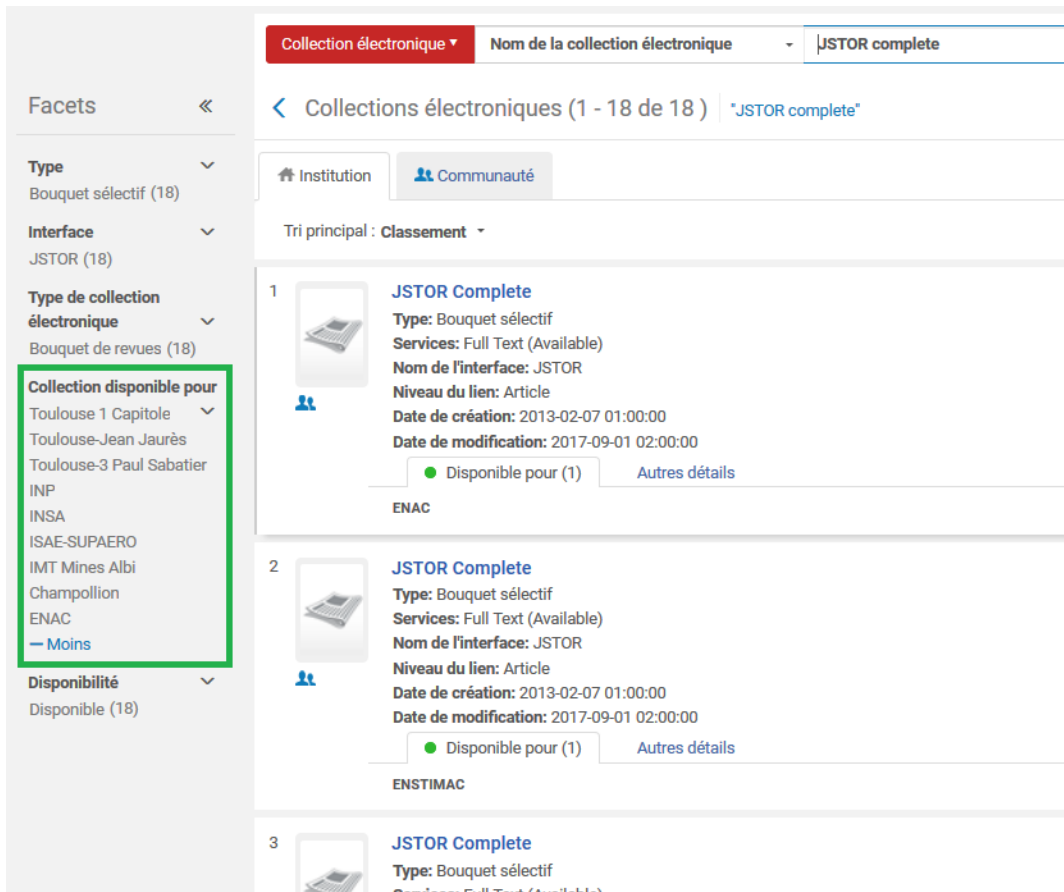 Collection électronique
Nom de la collection électronique
JSTOR complete
Facets
Collections électroniques (1 - 18 de 18 )
"JSTOR complete"
Type
Bouquet sélectif (18)
Interface
JSTOR (18)
Type de collection
électronique
Bouquet de revues (18)
Collection disponible pour
Toulouse 1 Capitole
Toulouse-Jean Jaurès
Toulouse-3 Paul Sabatier
INP
INSA
ISAE-SUPAERO
IMT Mines Albi
Champollion
ENAC
Moins
Disponibilité
Disponible (18)
Institution
Communauté
Tri principal : Classement
1
JSTOR Complete
Type: Bouquet sélectif
Services: Full Text (Available)
Nom de l'interface: JSTOR
Niveau du lien: Article
Date de création: 2013-02-07 01:00:00
Date de modification: 2017-09-01 02:00:00
Disponible pour (1)
Autres détails
ENAC
2
JSTOR Complete
Type: Bouquet sélectif
Services: Full Text (Available)
Nom de l'interface: JSTOR
Niveau du lien: Article
Date de création: 2013-02-07 01:00:00
Date de modification: 2017-09-01 02:00:00
Disponible pour (1)
Autres détails
ENSTIMAC
3
JSTOR Complete
Type: Bouquet sélectif
Services: Full Text (Available)